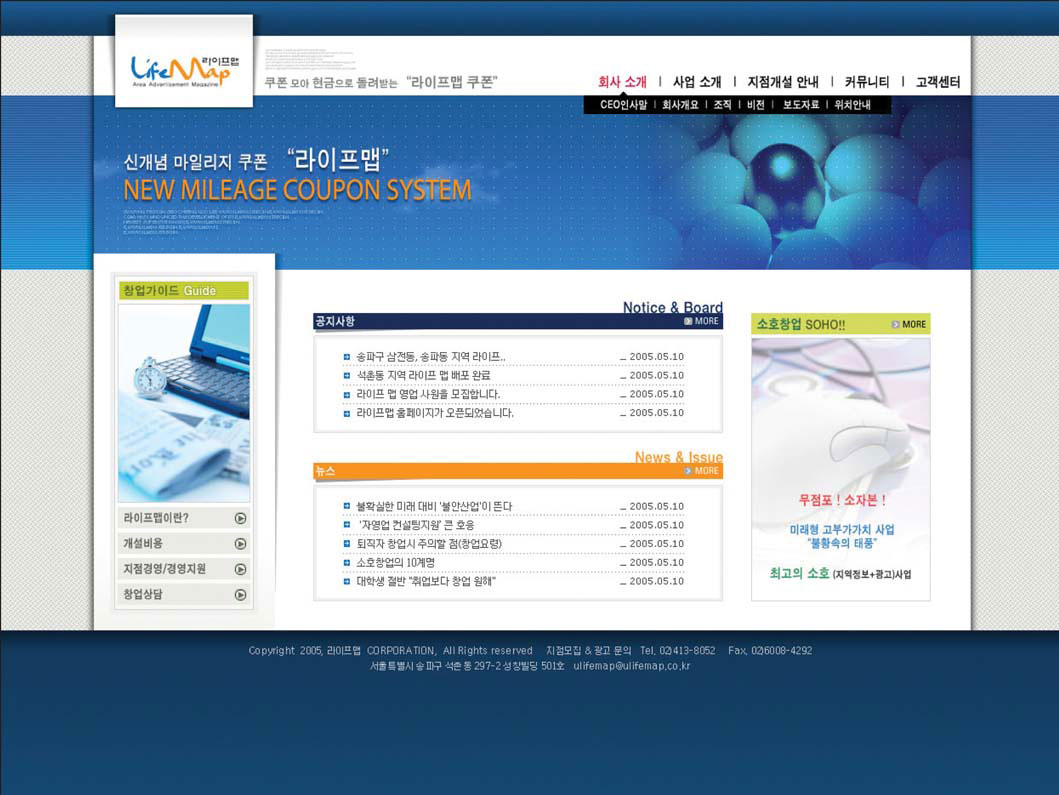 LifeMap 라이프맵
Area Advertisement Magazine
쿠폰 모아 현금으로 돌려받는 "라이프맵 쿠폰"
회사 소개 | 사업 소개 | 지점개설 안내 | 커뮤니티 | 고객센터
CEO인사말 | 회사개요 | 조직 | 비전 | 보도자료 | 위치안내
신개념 마일리지 쿠폰 "라이프맵"
NEW MILEAGE COUPON SYSTEM
창업가이드 Guide
라이프맵이란?
개설비용
지점경영/경영지원
창업상담
Notice & Board
공지사항 MORE
송파구 삼전동, 송파동 지역 라이프.. 2005.05.10
석촌동 지역 라이프 맵 배포 완료 2005.05.10
라이프 맵 영업 사원을 모집합니다. 2005.05.10
라이프맵 홈페이지가 오픈되었습니다. 2005.05.10
News & Issue
뉴스 MORE
불확실한 미래 대비 '불안산업'이 뜬다 2005.05.10
'자영업 컨설팅지원' 큰 호응 2005.05.10
퇴직자 창업시 주의할 점(창업요령) 2005.05.10
소호창업의 10계명 2005.05.10
대학생 절반 "취업보다 창업 원해" 2005.05.10
소호창업 SOHO!! MORE
무점포 ! 소자본 !
미래형 고부가가치 사업
"불황속의 태풍"
최고의 소호 (지역정보+광고)사업
Copyright 2005, 라이프맵 CORPORATION, All Rights reserved 지점모집 & 광고 문의 Tel. 02)413-8052 Fax. 02)6008-4292
서울특별시 송파구 석촌동 297-2 성창빌딩 501호 ulifemap@ulifemap.co.kr